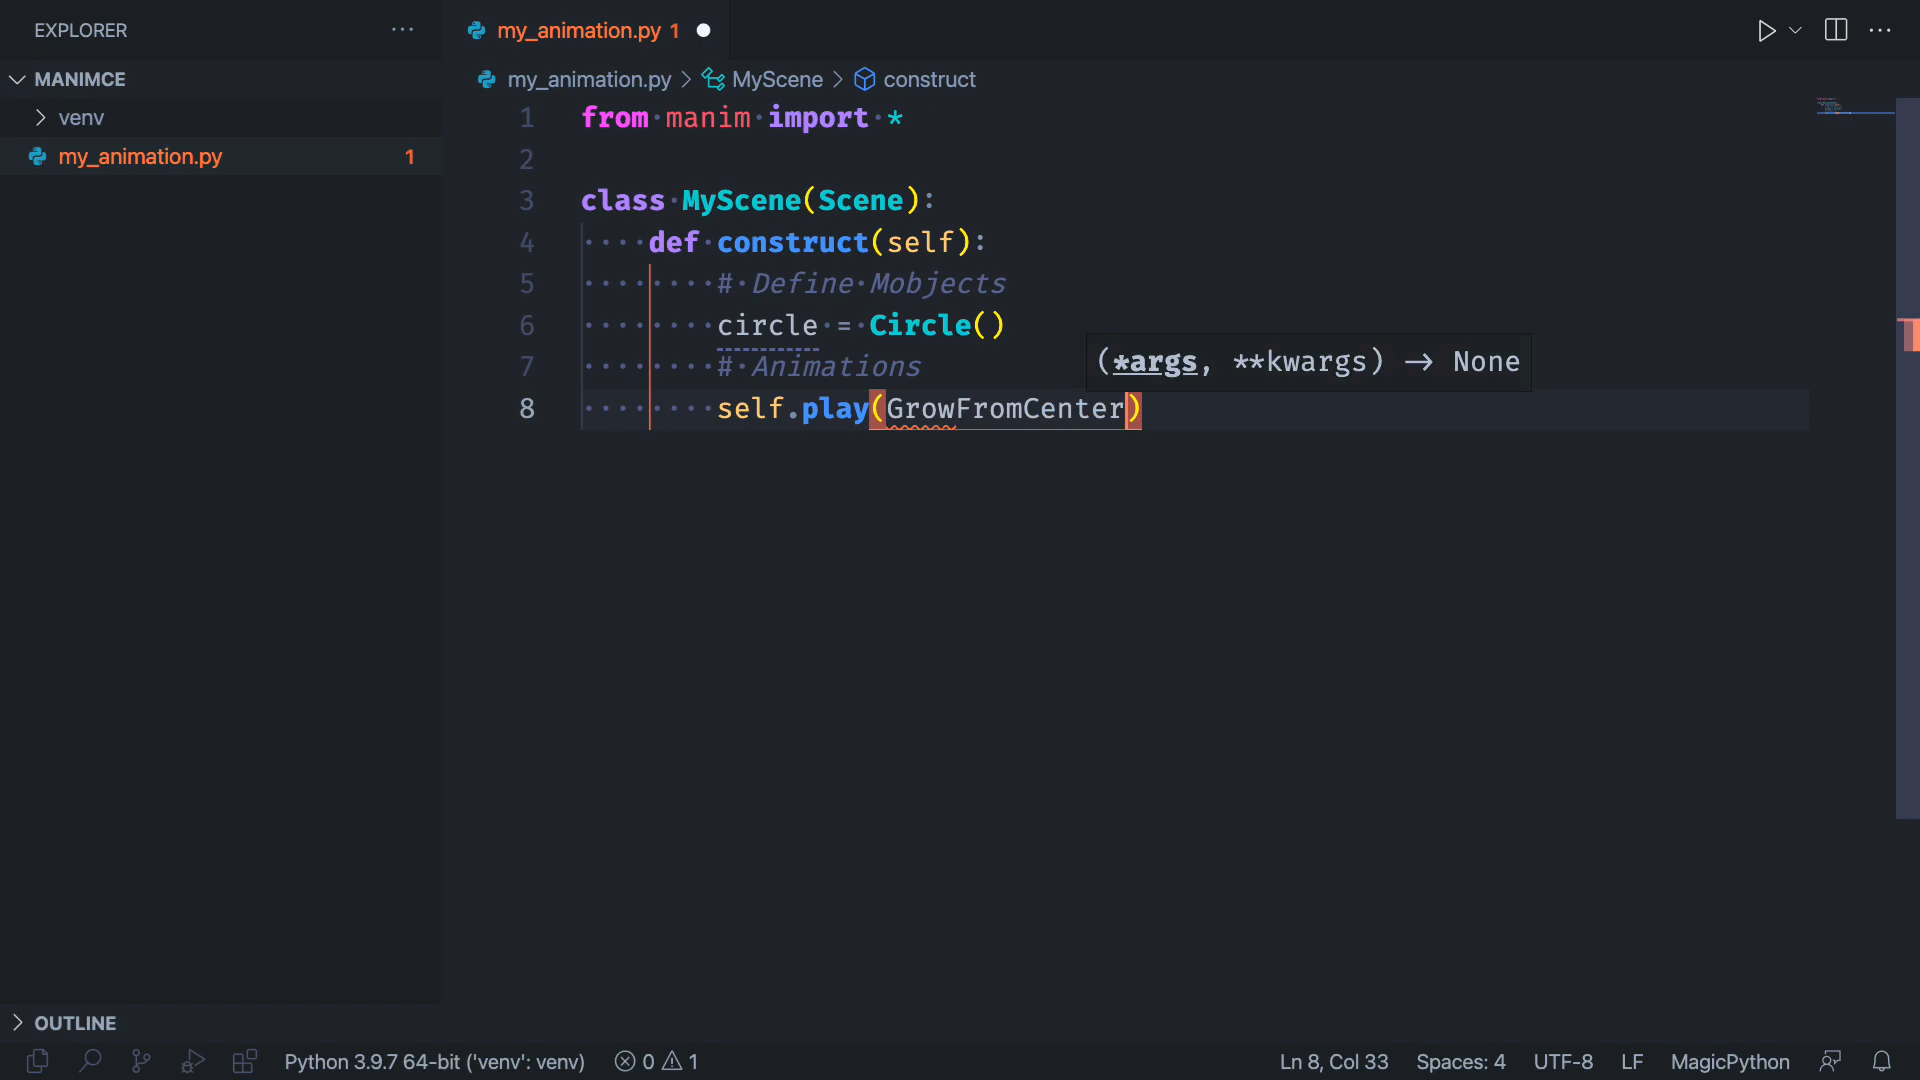 EXPLORER
MANIMCE
venv
my_animation.py 1
my_animation.py 1
my_animation.py > MyScene > construct
1 from manim import *
2
3 class MyScene(Scene):
4 def construct(self):
5 # Define Mobjects
6 circle = Circle()
7 # Animations
(*args, **kwargs) → None
8 self.play(GrowFromCenter)
OUTLINE
Python 3.9.7 64-bit ('venv': venv) 0 1 Ln 8, Col 33 Spaces: 4 UTF-8 LF MagicPython